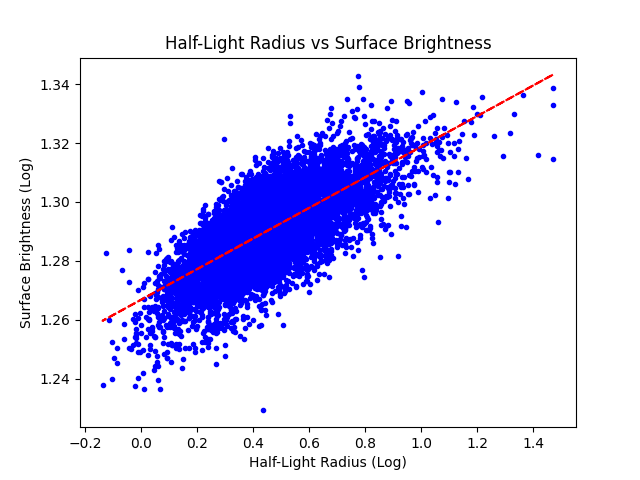 Half-Light Radius vs Surface Brightness
Surface Brightness (Log)
1.34
1.32
1.30
1.28
1.26
1.24
−0.2 0.0 0.2 0.4 0.6 0.8 1.0 1.2 1.4
Half-Light Radius (Log)